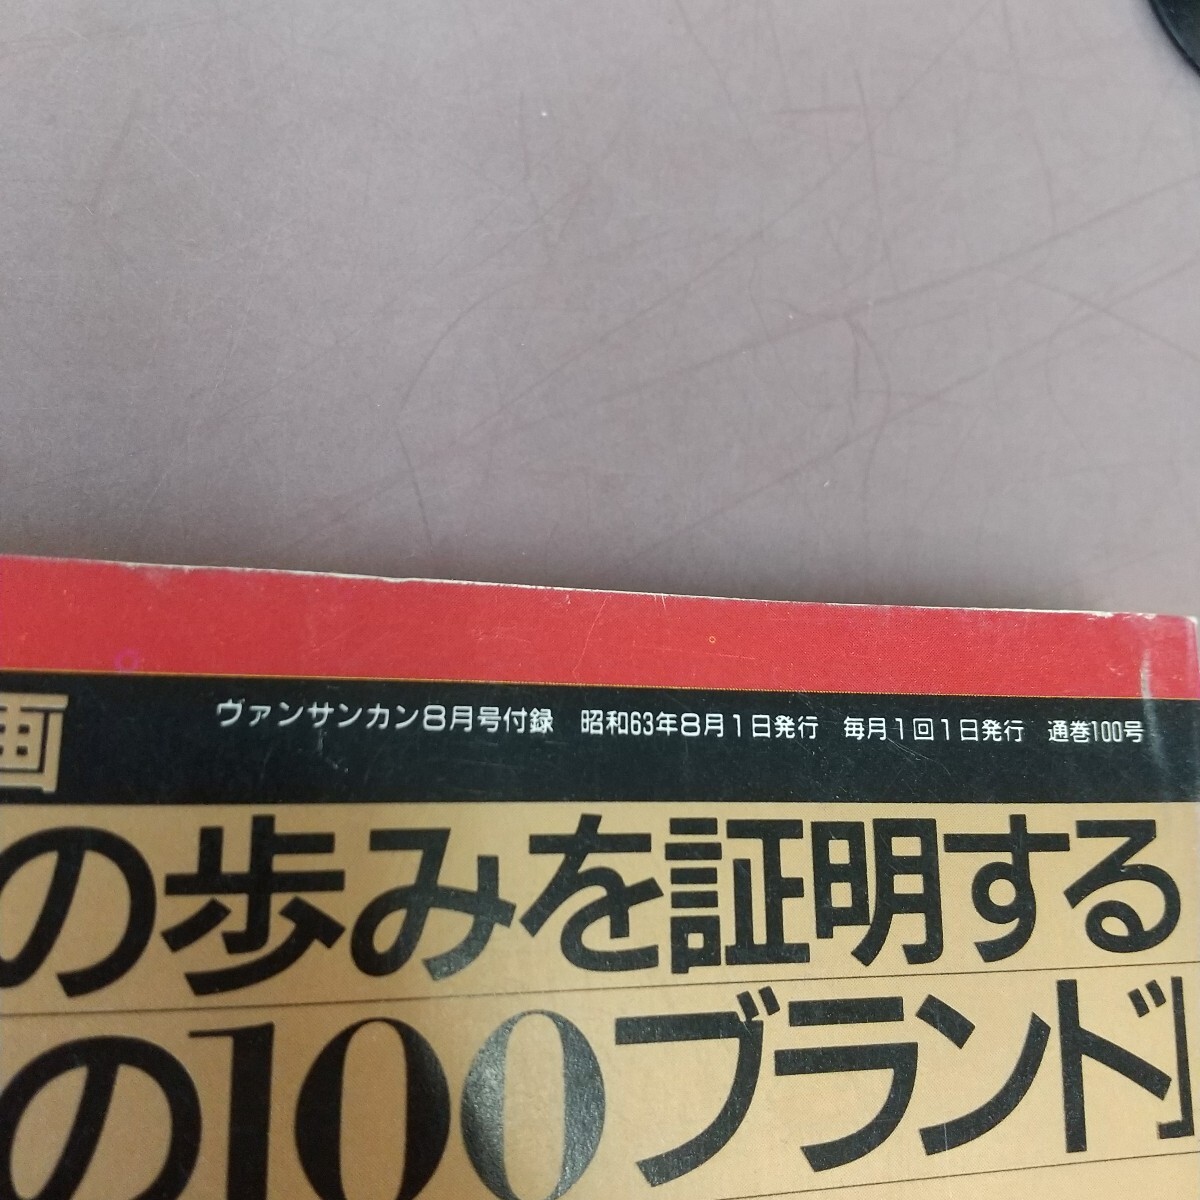 画
ヴァンサンカン8月号付録 昭和63年8月1日発行 毎月1回1日発行 通巻100号
の歩みを証明する
の100ブランド」